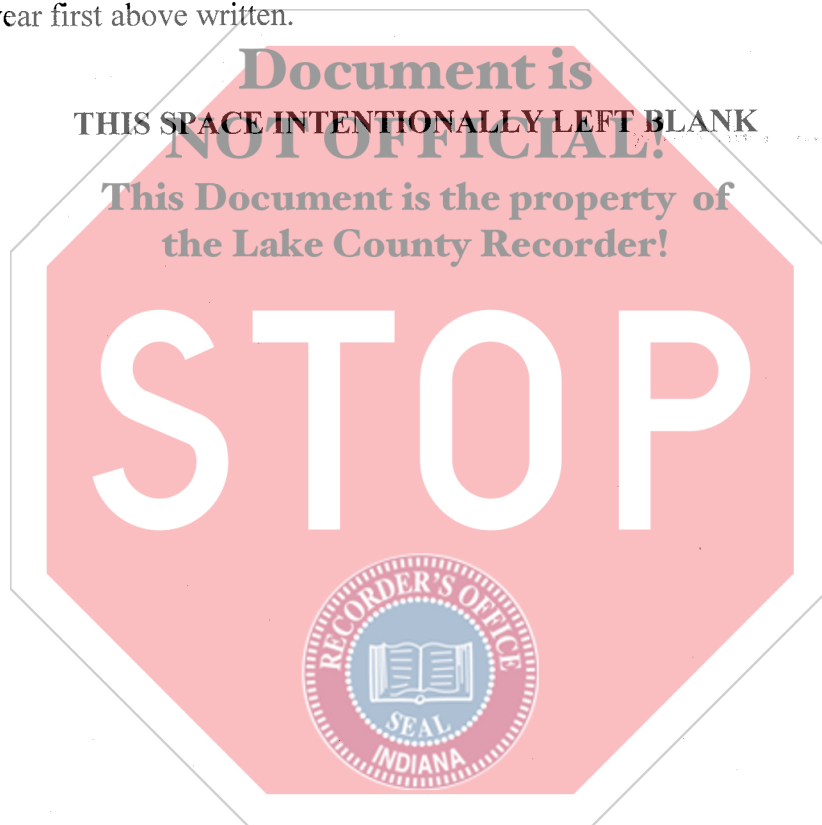 year first above written.
Document is
THIS SPACE INTENTIONALLY LEFT BLANK
NOT OFFICIAL!
This Document is the property of
the Lake County Recorder!
STOP
RECORDER'S OFFICE
SEAL
INDIANA